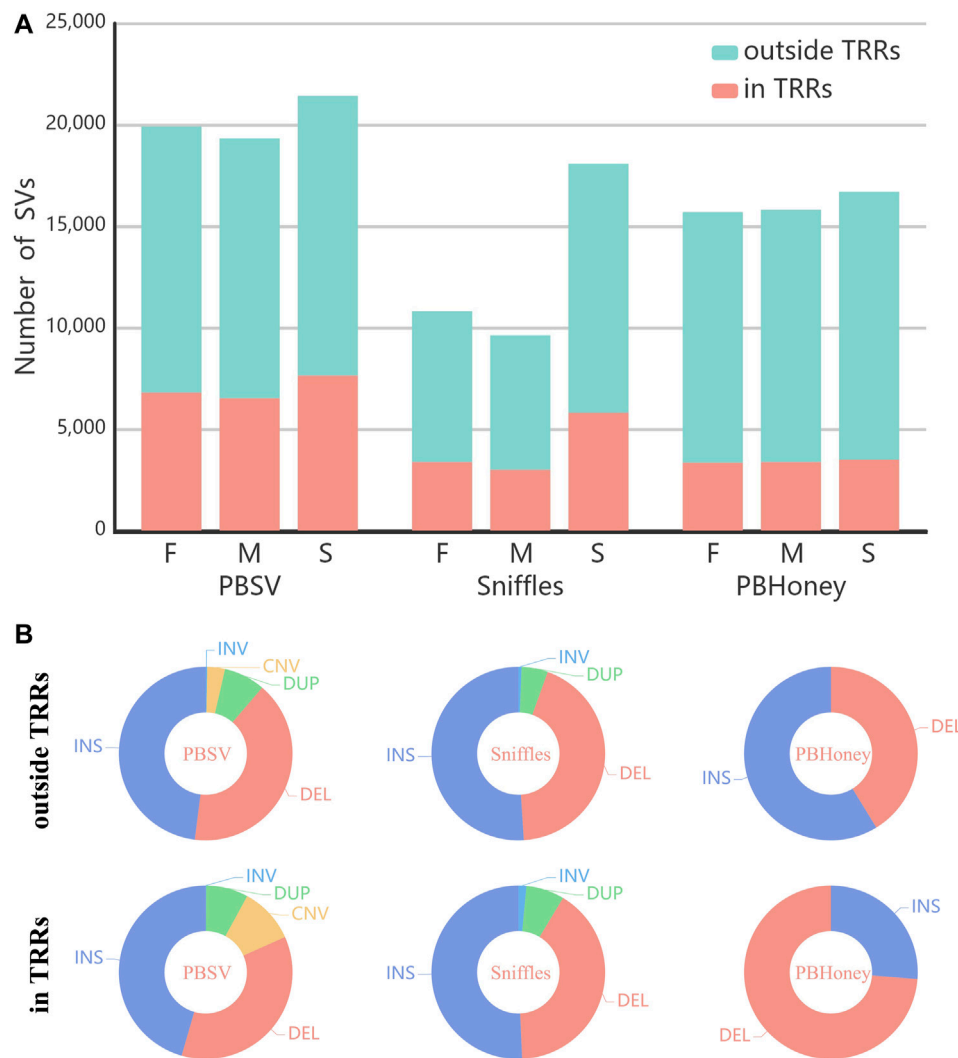 A
25,000
20,000
15,000
10,000
5,000
0
Number of SVs
outside TRRs
in TRRs
F M S F M S F M S
PBSV Sniffles PBHoney
B
outside TRRs
INV
CNV
DUP
INS
PBSV
DEL
INV
DUP
INS
Sniffles
DEL
DEL
PBHoney
INS
in TRRs
INV
DUP
CNV
INS
PBSV
DEL
INV
DUP
INS
Sniffles
DEL
INS
PBHoney
DEL